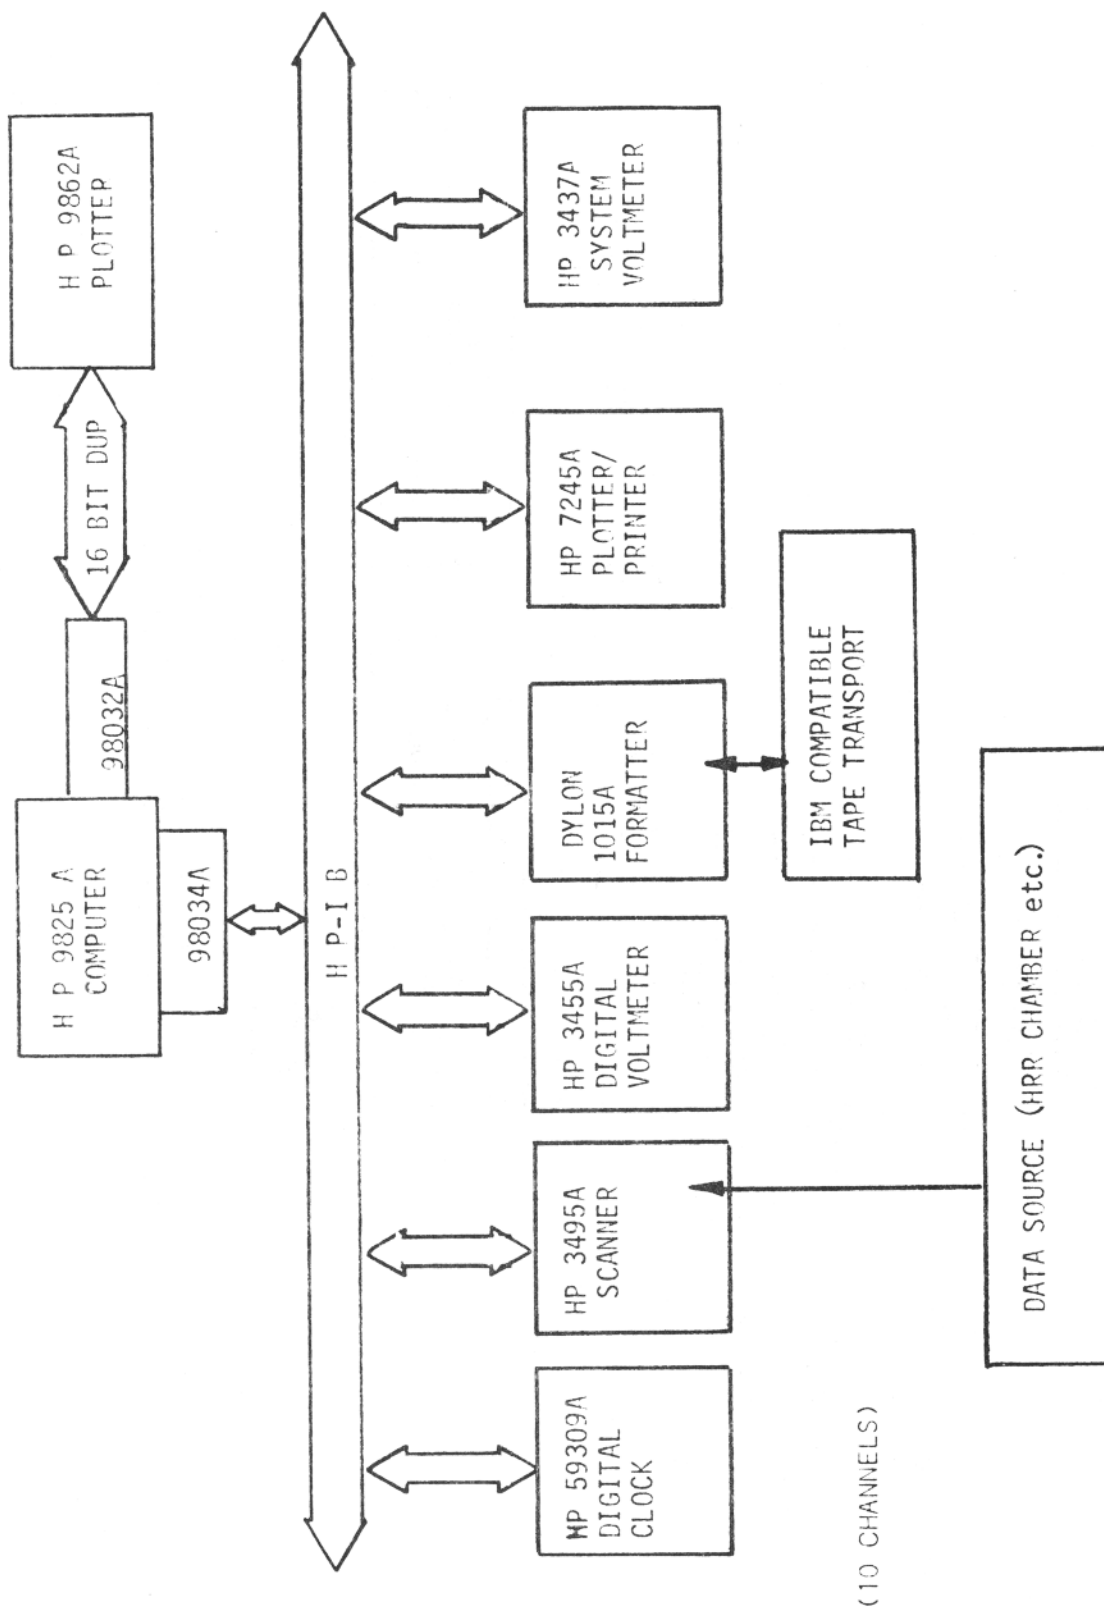 H P 9825 A
COMPUTER
98032A
16 BIT DUP
H P 9862A
PLOTTER
98034A
H P-I B
MP 59309A
DIGITAL
CLOCK
HP 3495A
SCANNER
HP 3455A
DIGITAL
VOLTMETER
DYLON
1015A
FORMATTER
HP 7245A
PLOTTER/
PRINTER
HP 3437A
SYSTEM
VOLTMETER
IBM COMPATIBLE
TAPE TRANSPORT
(10 CHANNELS)
DATA SOURCE (HRR CHAMBER etc.)